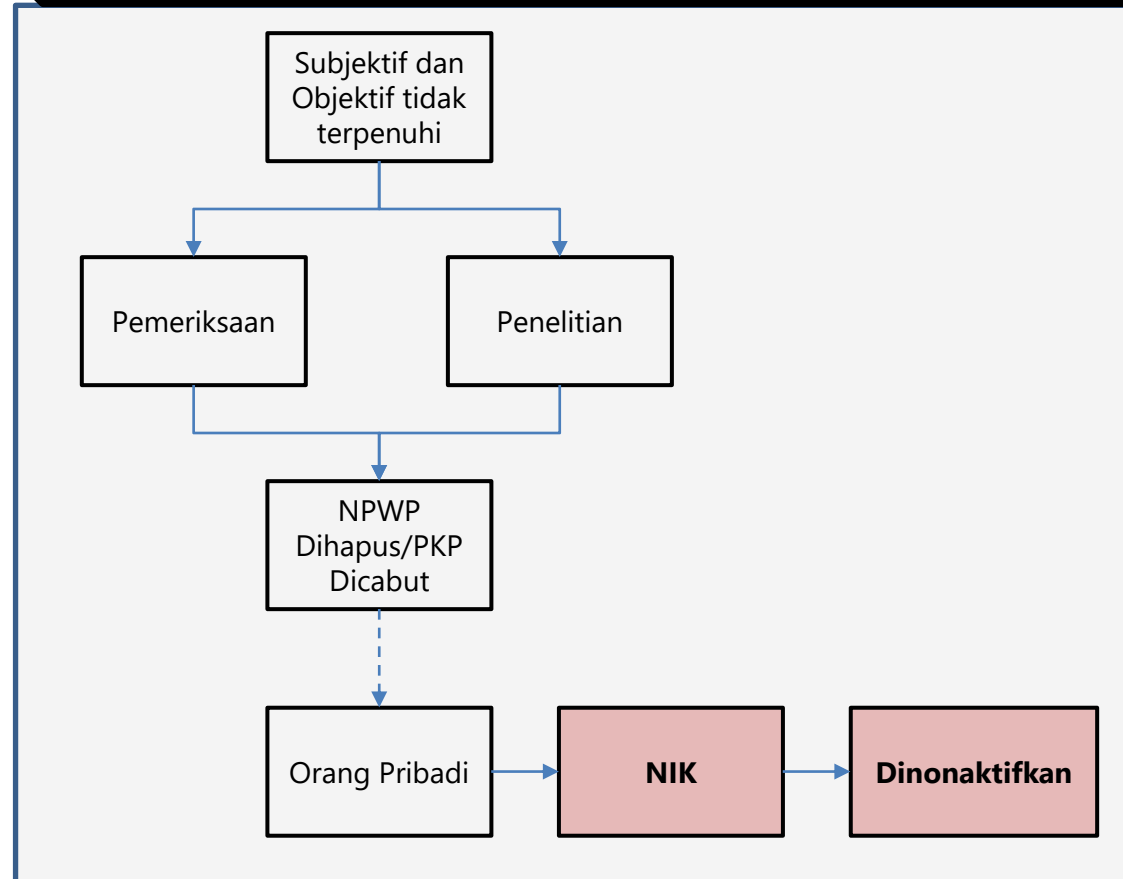 Subjektif dan
Objektif tidak
terpenuhi
Pemeriksaan
Penelitian
NPWP
Dihapus/PKP
Dicabut
Orang Pribadi
NIK
Dinonaktifkan